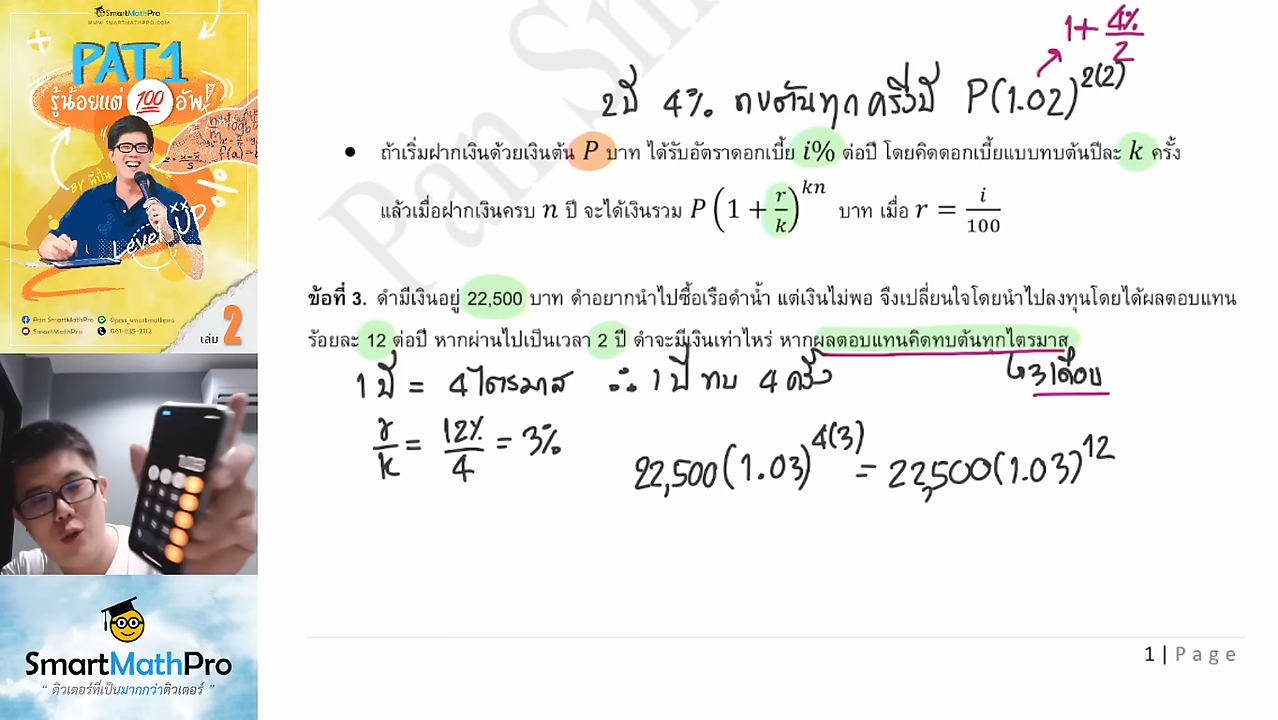 SmartMathPro
WWW.SMARTMATHPRO.COM
PAT1
รู้น้อยแต่ 100 อัพ!
BY พี่ปั้น
Level UP
Pan SmartMathPro
@pan_smartmathpro
SmartMathPro
เล่ม 2
SmartMathPro
“ ติวเตอร์ที่เป็นมากกว่าติวเตอร์ ”
1 + 4%/2
2 ปี 4% ทบต้นทุกครึ่งปี P(1.02)^2(2)
• ถ้าเริ่มฝากเงินด้วยเงินต้น P บาท ได้รับอัตราดอกเบี้ย i% ต่อปี โดยคิดดอกเบี้ยแบบทบต้นปีละ k ครั้ง
แล้วเมื่อฝากเงินครบ n ปี จะได้เงินรวม P(1 + r/k)^kn บาท เมื่อ r = i/100
ข้อที่ 3. ดำมีเงินอยู่ 22,500 บาท ดำอยากนำไปซื้อเรือดำน้ำ แต่เงินไม่พอ จึงเปลี่ยนใจโดยนำไปลงทุนโดยได้ผลตอบแทน
ร้อยละ 12 ต่อปี หากผ่านไปเป็นเวลา 2 ปี ดำจะมีเงินเท่าไหร่ หากผลตอบแทนคิดทบต้นทุกไตรมาส
1 ปี = 4 ไตรมาส ∴ 1 ปี ทบ 4 ครั้ง ↳ 3 เดือน
r/k = 12%/4 = 3%
22,500(1.03)^4(3) = 22,500(1.03)^12
1 | Page